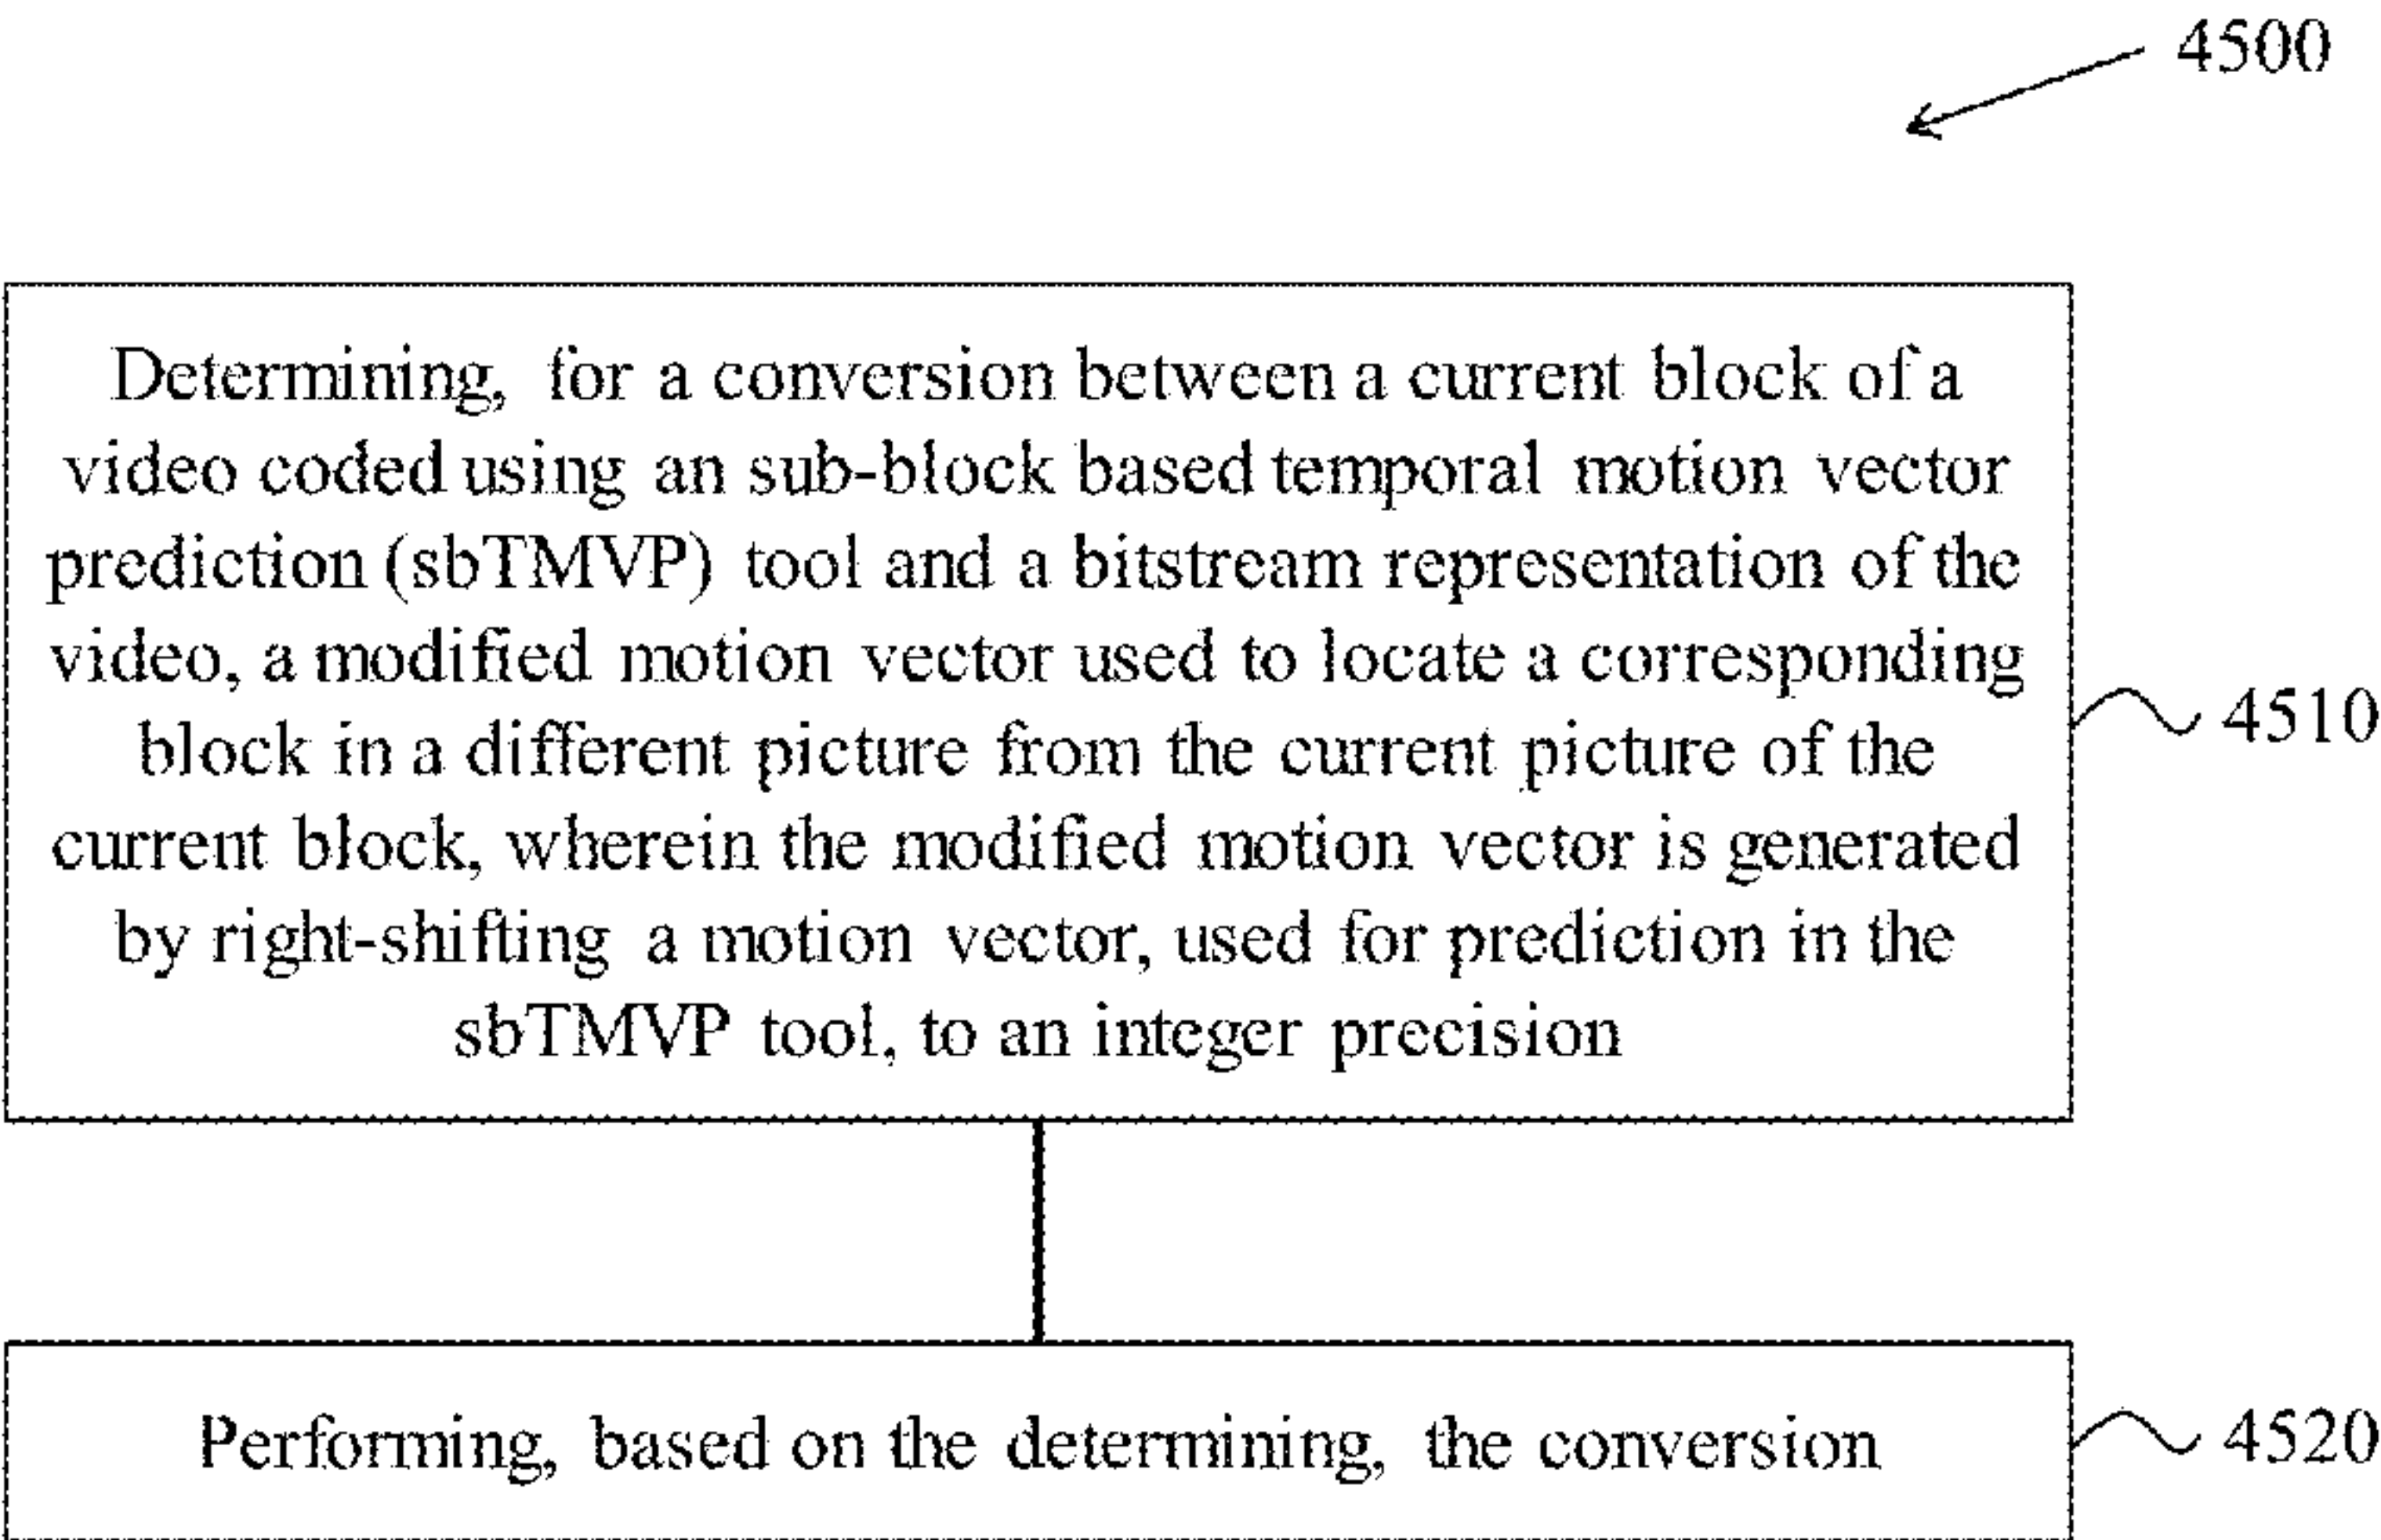 4500
Determining, for a conversion between a current block of a
video coded using an sub-block based temporal motion vector
prediction (sbTMVP) tool and a bitstream representation of the
video, a modified motion vector used to locate a corresponding
block in a different picture from the current picture of the
current block, wherein the modified motion vector is generated
by right-shifting a motion vector, used for prediction in the
sbTMVP tool, to an integer precision
4510
Performing, based on the determining, the conversion
4520